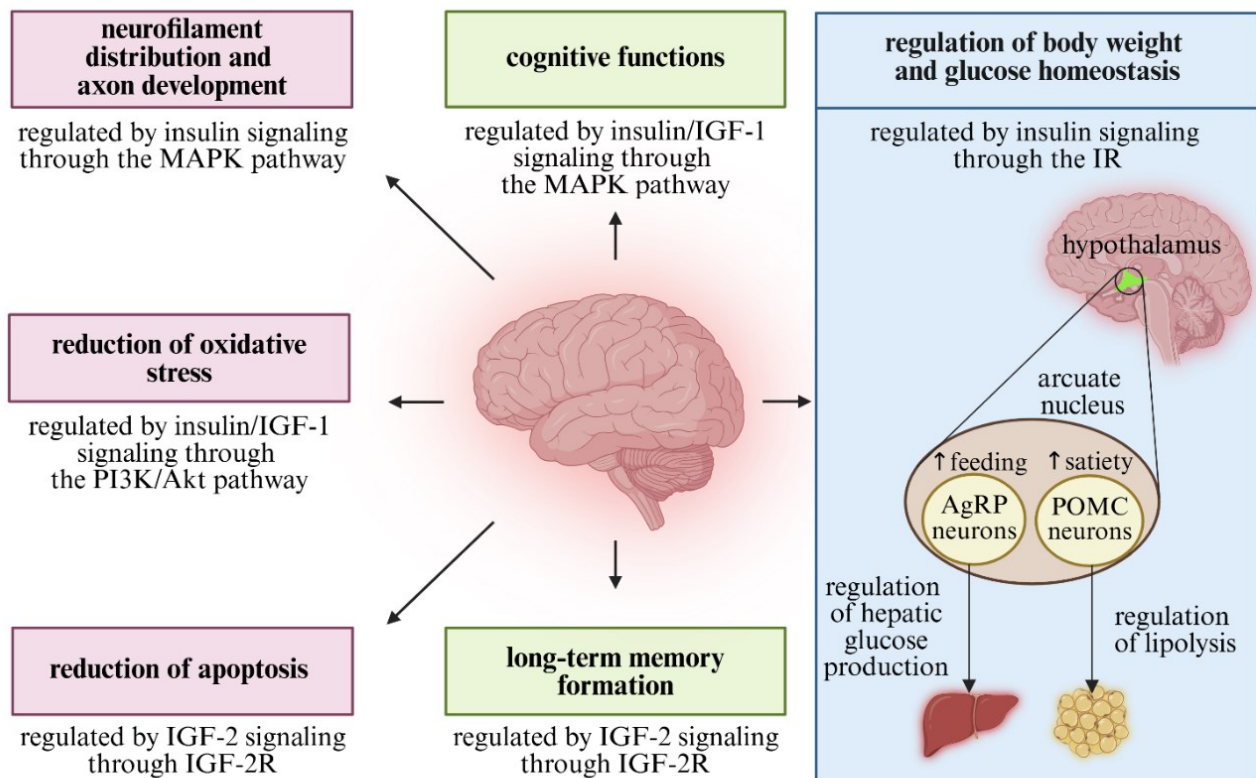 neurofilament
distribution and
axon development
regulated by insulin signaling
through the MAPK pathway
cognitive functions
regulated by insulin/IGF-1
signaling through
the MAPK pathway
regulation of body weight
and glucose homeostasis
regulated by insulin signaling
through the IR
hypothalamus
arcuate
nucleus
↑feeding
↑satiety
AgRP
neurons
POMC
neurons
regulation
of hepatic
glucose
production
regulation
of lipolysis
reduction of oxidative
stress
regulated by insulin/IGF-1
signaling through
the PI3K/Akt pathway
reduction of apoptosis
regulated by IGF-2 signaling
through IGF-2R
long-term memory
formation
regulated by IGF-2 signaling
through IGF-2R